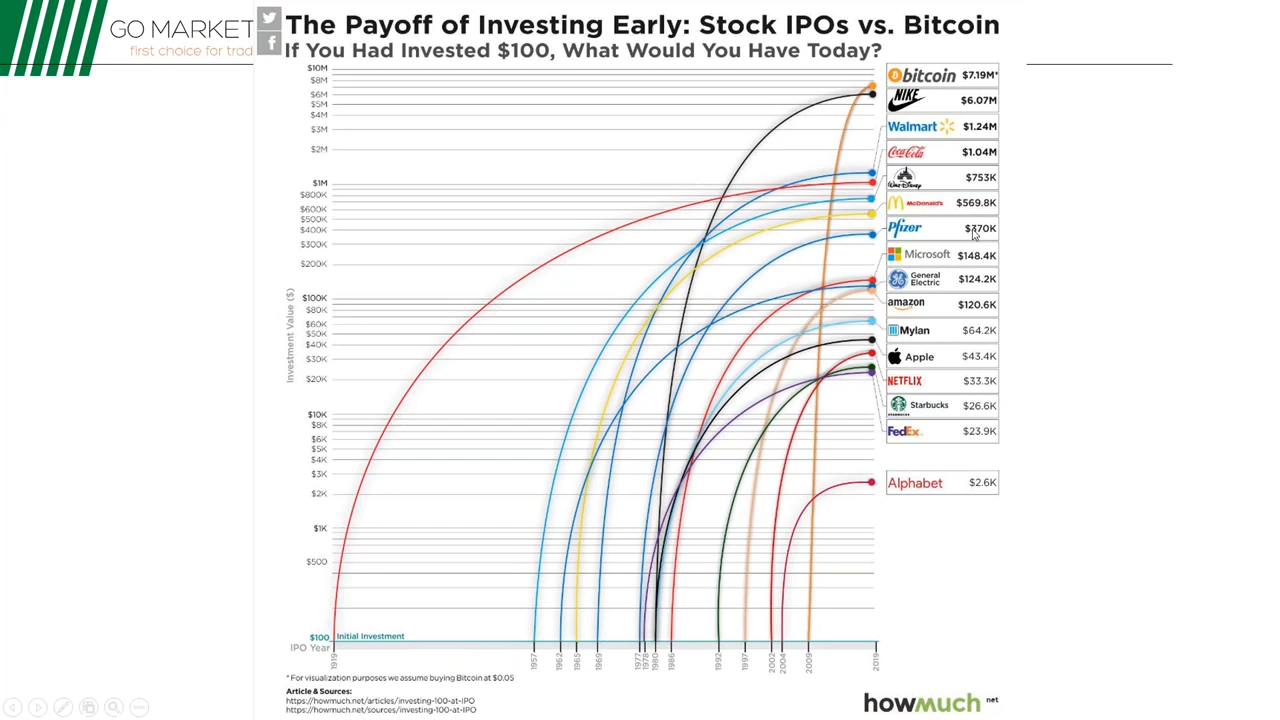 GO MARKET
first choice for trad
The Payoff of Investing Early: Stock IPOs vs. Bitcoin
If You Had Invested $100, What Would You Have Today?
$10M
$8M
$6M
$5M
$4M
$3M
$2M
$1M
$800K
$600K
$500K
$400K
$300K
$200K
$100K
$80K
$60K
$50K
$40K
$30K
$20K
$10K
$8K
$6K
$5K
$4K
$3K
$2K
$1K
$500
$100
Investment Value ($)
Initial Investment
IPO Year
1919
1957
1962
1965
1969
1977
1978
1980
1986
1992
1997
2002
2004
2009
2019
bitcoin $7.19M*
NIKE $6.07M
Walmart $1.24M
Coca-Cola $1.04M
WALT DISNEY $753K
McDonald's $569.8K
Pfizer $370K
Microsoft $148.4K
General
Electric $124.2K
amazon $120.6K
Mylan $64.2K
Apple $43.4K
NETFLIX $33.3K
Starbucks $26.6K
FedEx $23.9K
Alphabet $2.6K
* For visualization purposes we assume buying Bitcoin at $0.05
Article & Sources:
https://howmuch.net/articles/investing-100-at-IPO
https://howmuch.net/sources/investing-100-at-IPO
howmuch.net